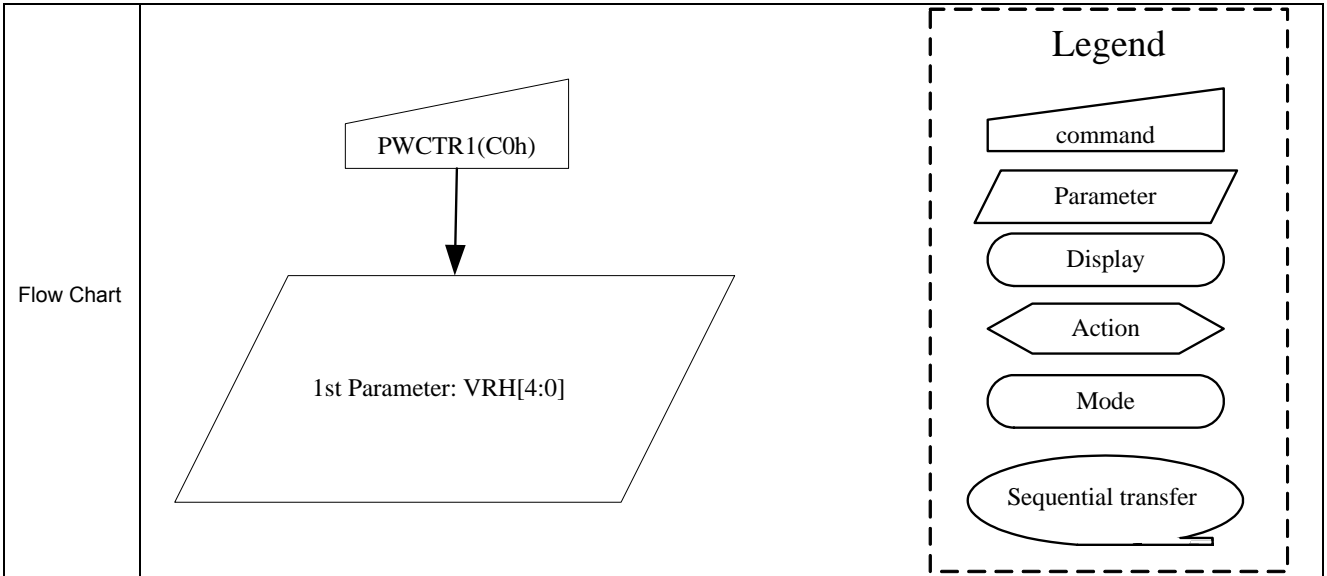 Flow Chart
PWCTR1(C0h)
1st Parameter: VRH[4:0]
Legend
command
Parameter
Display
Action
Mode
Sequential transfer